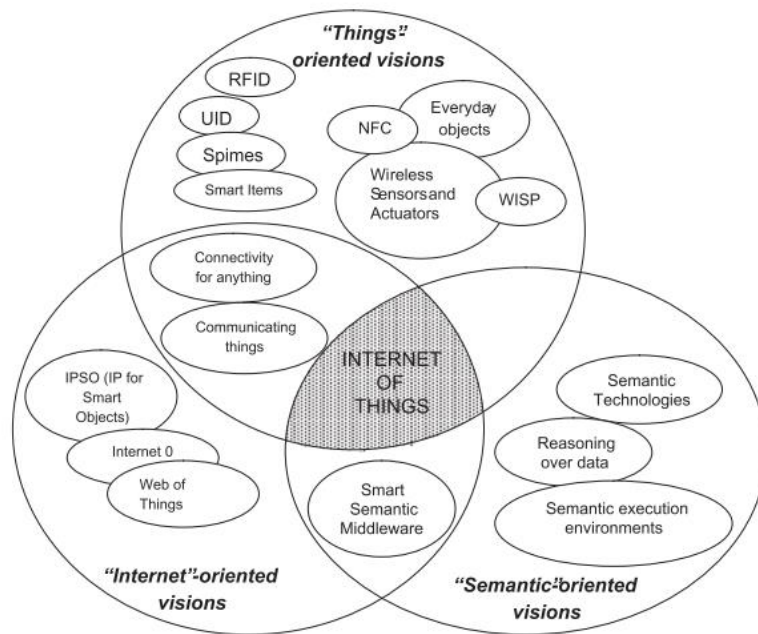 “Things”-
oriented visions
RFID
UID
Spimes
Smart Items
Everyday
objects
NFC
Wireless
Sensors and
Actuators
WISP
Connectivity
for anything
Communicating
things
INTERNET
OF
THINGS
IPSO (IP for
Smart
Objects)
Internet 0
Web of
Things
Semantic
Technologies
Reasoning
over data
Semantic execution
environments
Smart
Semantic
Middleware
“Internet”-oriented
visions
“Semantic”-oriented
visions